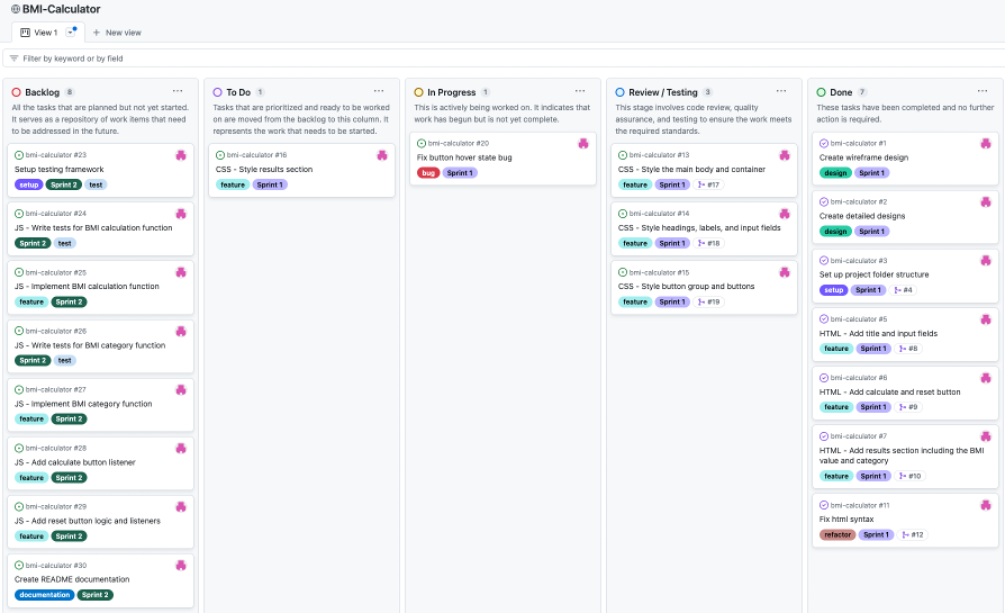 BMI-Calculator
View 1
New view
Filter by keyword or by field
Backlog 8
All the tasks that are planned but not yet started.
It serves as a repository of work items that need
to be addressed in the future.
bmi-calculator #23
Setup testing framework
setup Sprint 2 test
bmi-calculator #24
JS - Write tests for BMI calculation function
Sprint 2 test
bmi-calculator #25
JS - Implement BMI calculation function
feature Sprint 2
bmi-calculator #26
JS - Write tests for BMI category function
Sprint 2 test
bmi-calculator #27
JS - Implement BMI category function
feature Sprint 2
bmi-calculator #28
JS - Add calculate button listener
feature Sprint 2
bmi-calculator #29
JS - Add reset button logic and listeners
feature Sprint 2
bmi-calculator #30
Create README documentation
documentation Sprint 2
To Do 1
Tasks that are prioritized and ready to be worked
on are moved from the backlog to this column. It
represents the work that needs to be started.
bmi-calculator #16
CSS - Style results section
feature Sprint 1
In Progress 1
This is actively being worked on. It indicates that
work has begun but is not yet complete.
bmi-calculator #20
Fix button hover state bug
bug Sprint 1
Review / Testing 3
This stage involves code review, quality
assurance, and testing to ensure the work meets
the required standards.
bmi-calculator #13
CSS - Style the main body and container
feature Sprint 1 #17
bmi-calculator #14
CSS - Style headings, labels, and input fields
feature Sprint 1 #18
bmi-calculator #15
CSS - Style button group and buttons
feature Sprint 1 #19
Done 7
These tasks have been completed and no further
action is required.
bmi-calculator #1
Create wireframe design
design Sprint 1
bmi-calculator #2
Create detailed designs
design Sprint 1
bmi-calculator #3
Set up project folder structure
setup Sprint 1 #4
bmi-calculator #5
HTML - Add title and input fields
feature Sprint 1 #8
bmi-calculator #6
HTML - Add calculate and reset button
feature Sprint 1 #9
bmi-calculator #7
HTML - Add results section including the BMI
value and category
feature Sprint 1 #10
bmi-calculator #11
Fix html syntax
refactor Sprint 1 #12